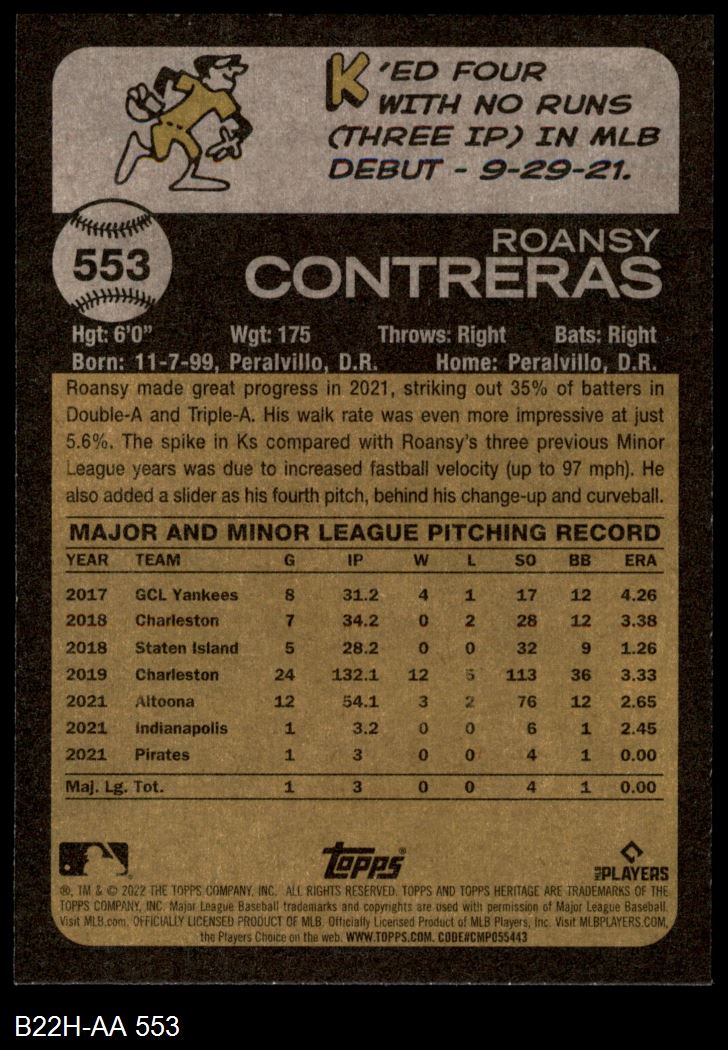 K'ED FOUR
WITH NO RUNS
(THREE IP) IN MLB
DEBUT - 9-29-21.
553
ROANSY
CONTRERAS
Hgt: 6'0" Wgt: 175 Throws: Right Bats: Right
Born: 11-7-99, Peralvillo, D.R. Home: Peralvillo, D.R.
Roansy made great progress in 2021, striking out 35% of batters in
Double-A and Triple-A. His walk rate was even more impressive at just
5.6%. The spike in Ks compared with Roansy's three previous Minor
League years was due to increased fastball velocity (up to 97 mph). He
also added a slider as his fourth pitch, behind his change-up and curveball.
MAJOR AND MINOR LEAGUE PITCHING RECORD
YEAR TEAM G IP W L SO BB ERA
2017 GCL Yankees 8 31.2 4 1 17 12 4.26
2018 Charleston 7 34.2 0 2 28 12 3.38
2018 Staten Island 5 28.2 0 0 32 9 1.26
2019 Charleston 24 132.1 12 5 113 36 3.33
2021 Altoona 12 54.1 3 2 76 12 2.65
2021 Indianapolis 1 3.2 0 0 6 1 2.45
2021 Pirates 1 3 0 0 4 1 0.00
Maj. Lg. Tot. 1 3 0 0 4 1 0.00
Topps®
MLB PLAYERS
®, TM & © 2022 THE TOPPS COMPANY, INC. ALL RIGHTS RESERVED. TOPPS AND TOPPS HERITAGE ARE TRADEMARKS OF THE
TOPPS COMPANY, INC. Major League Baseball trademarks and copyrights are used with permission of Major League Baseball.
Visit MLB.com. OFFICIALLY LICENSED PRODUCT OF MLB. Officially Licensed Product of MLB Players, Inc. Visit MLBPLAYERS.COM,
the Players Choice on the web. WWW.TOPPS.COM. CODE#CMP055443
B22H-AA 553